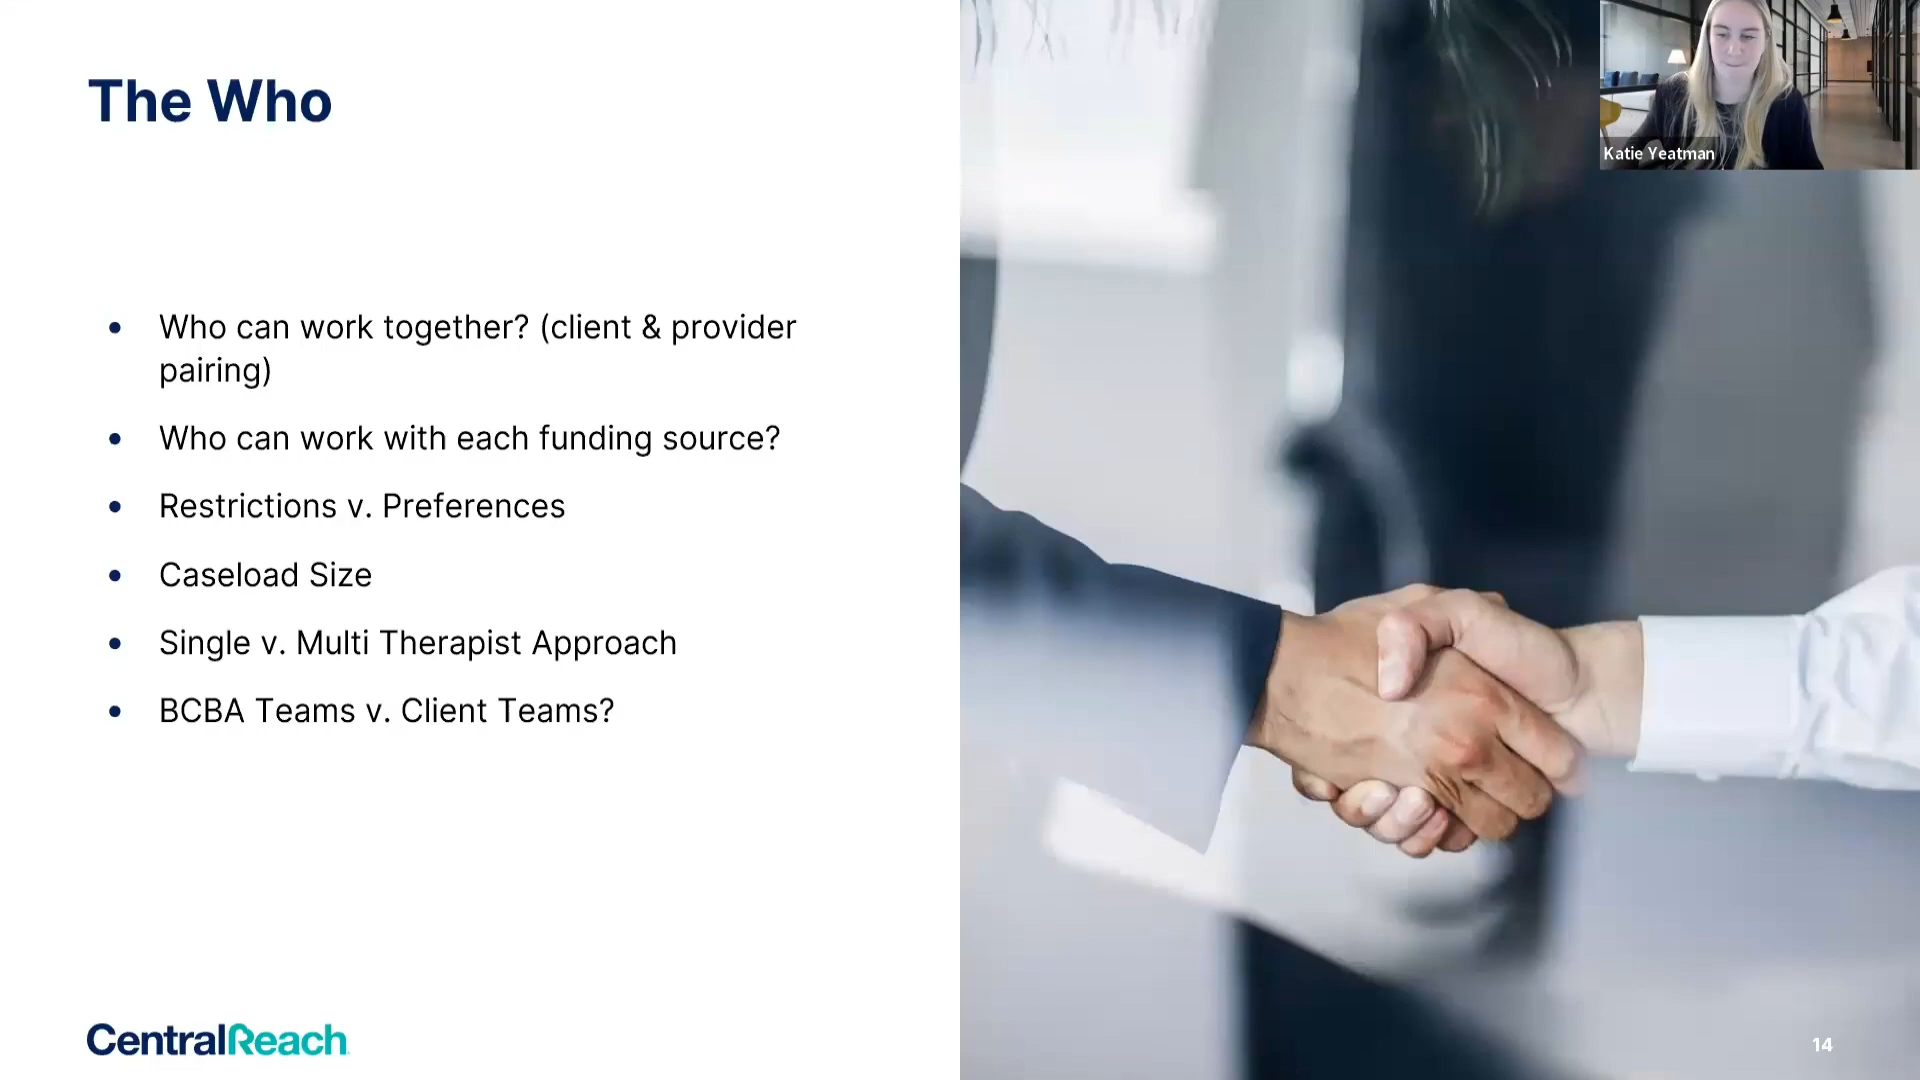 The Who
Katie Yeatman
• Who can work together? (client & provider
pairing)
• Who can work with each funding source?
• Restrictions v. Preferences
• Caseload Size
• Single v. Multi Therapist Approach
• BCBA Teams v. Client Teams?
CentralReach
14